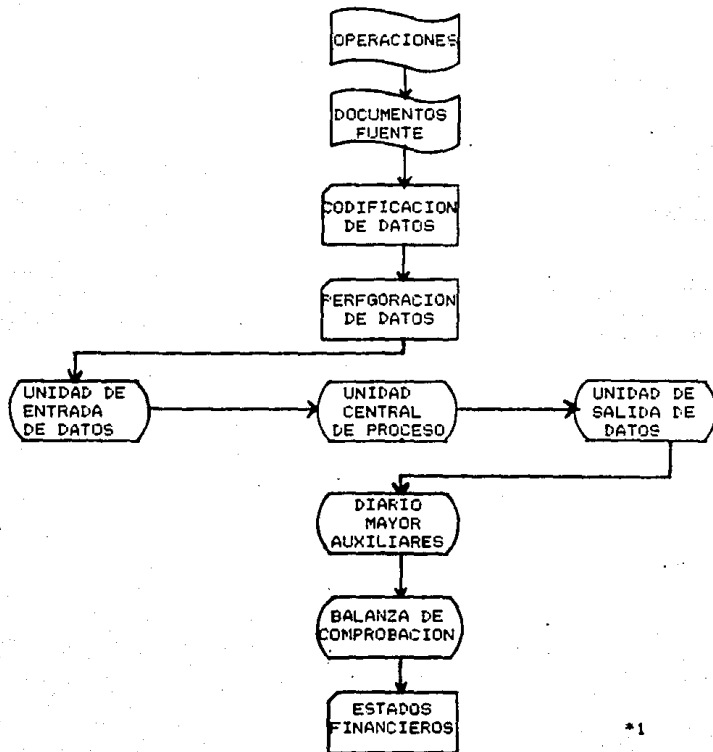 OPERACIONES
DOCUMENTOS
FUENTE
CODIFICACION
DE DATOS
PERFGORACION
DE DATOS
UNIDAD DE
ENTRADA
DE DATOS
UNIDAD
CENTRAL
DE PROCESO
UNIDAD DE
SALIDA DE
DATOS
DIARIO
MAYOR
AUXILIARES
BALANZA DE
COMPROBACION
ESTADOS
FINANCIEROS
*1